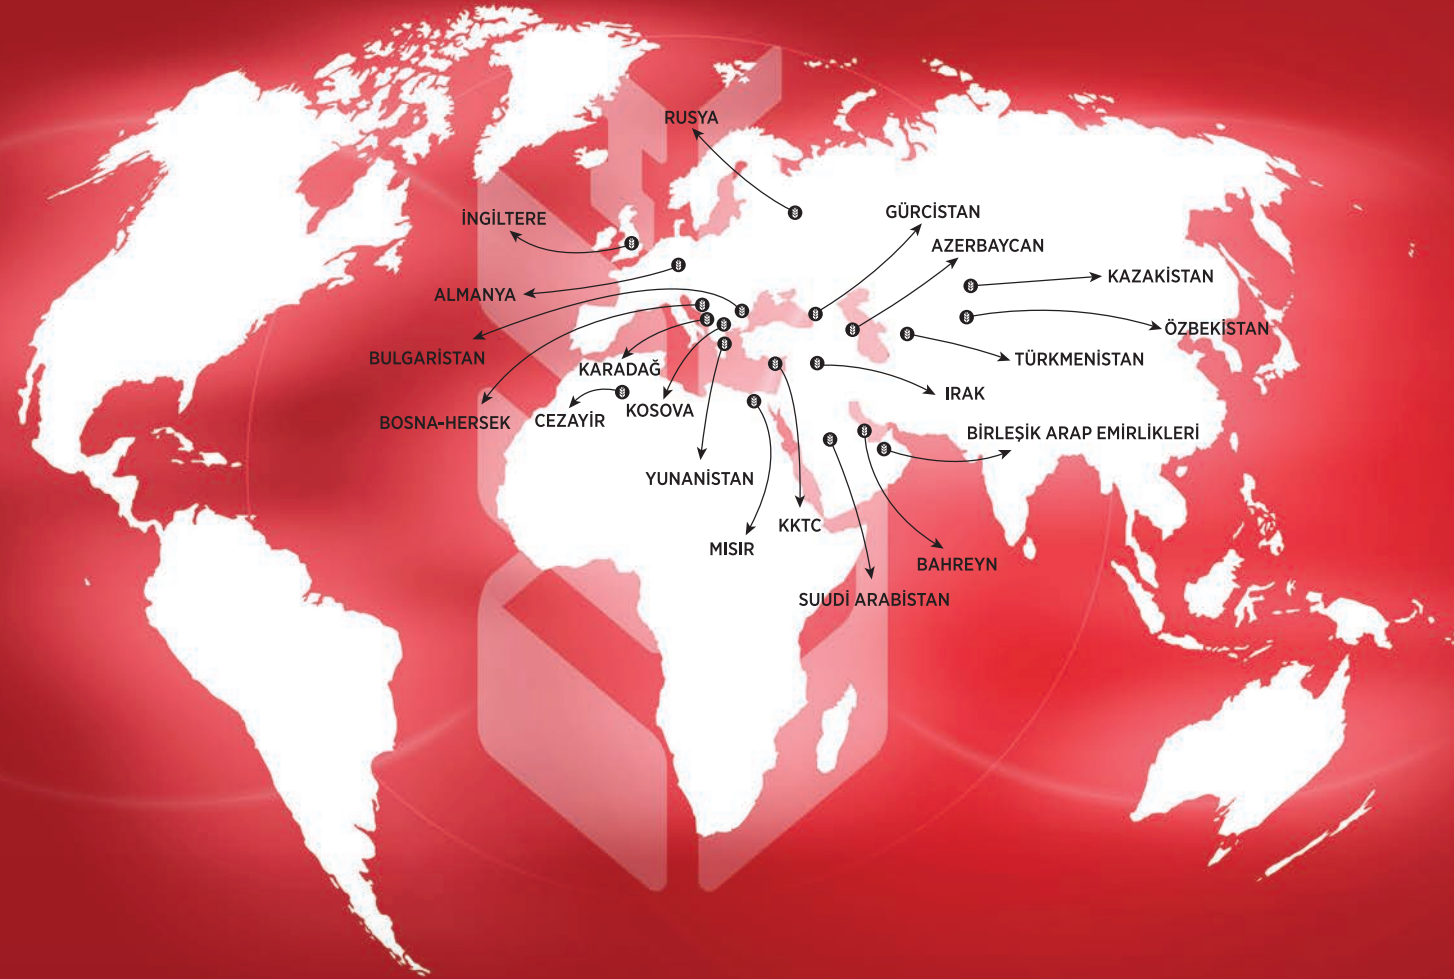 RUSYA
GÜRCİSTAN
İNGİLTERE
AZERBAYCAN
KAZAKİSTAN
ALMANYA
ÖZBEKİSTAN
BULGARİSTAN
TÜRKMENİSTAN
KARADAĞ
IRAK
KOSOVA
CEZAYİR
BOSNA-HERSEK
BİRLEŞİK ARAP EMİRLİKLERİ
YUNANİSTAN
KKTC
MISIR
BAHREYN
SUUDİ ARABİSTAN